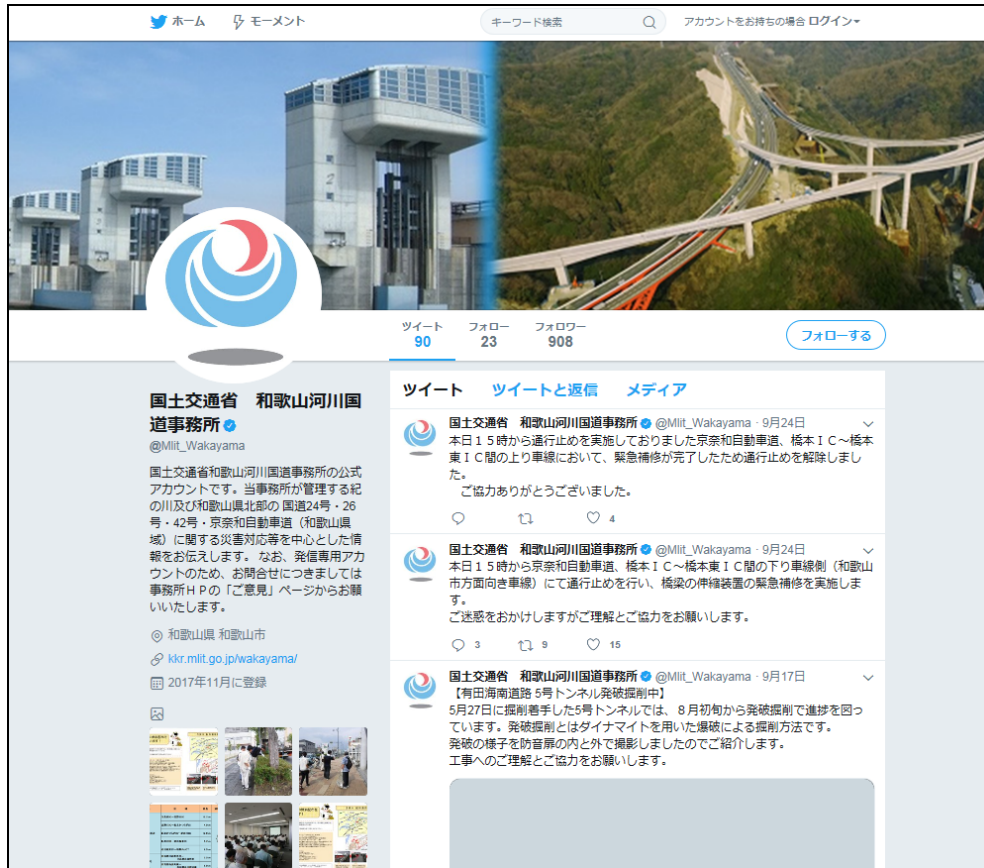 ホーム
モーメント
キーワード検索
アカウントをお持ちの場合 ログイン
ツイート
90
フォロー
23
フォロワー
908
フォローする
国土交通省 和歌山河川国
道事務所
@Mlit_Wakayama
国土交通省和歌山河川国道事務所の公式
アカウントです。当事務所が管理する紀
の川及び和歌山県北部の 国道24号・26
号・42号・京奈和自動車道（和歌山県
域）に関する災害対応等を中心とした情
報をお伝えします。 なお、発信専用アカ
ウントのため、お問合せにつきましては
事務所ＨＰの「ご意見」ページからお願
いいたします。
和歌山県 和歌山市
kkr.mlit.go.jp/wakayama/
2017年11月に登録
ツイート
ツイートと返信
メディア
国土交通省 和歌山河川国道事務所 @Mlit_Wakayama · 9月24日
本日１５時から通行止めを実施しておりました京奈和自動車道、橋本ＩＣ～橋本
東ＩＣ間の上り車線において、緊急補修が完了したため通行止めを解除しまし
た。
ご協力ありがとうございました。
4
国土交通省 和歌山河川国道事務所 @Mlit_Wakayama · 9月24日
本日１５時から京奈和自動車道、橋本ＩＣ～橋本東ＩＣ間の下り車線側（和歌山
市方面向き車線）にて通行止めを行い、橋梁の伸縮装置の緊急補修を実施しま
す。
ご迷惑をおかけしますがご理解とご協力をお願いします。
3
9
15
国土交通省 和歌山河川国道事務所 @Mlit_Wakayama · 9月17日
【有田海南道路 5号トンネル発破掘削中】
5月27日に掘削着手した5号トンネルでは、８月初旬から発破掘削で進捗を図っ
ています。発破掘削とはダイナマイトを用いた爆破による掘削方法です。
発破の様子を防音扉の内と外で撮影しましたのでご紹介します。
工事へのご理解とご協力をお願いします。